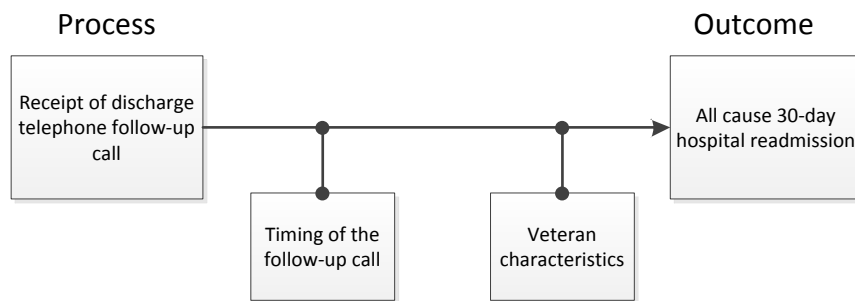 Process
Outcome
Receipt of discharge
telephone follow-up
call
All cause 30-day
hospital readmission
Timing of the
follow-up call
Veteran
characteristics